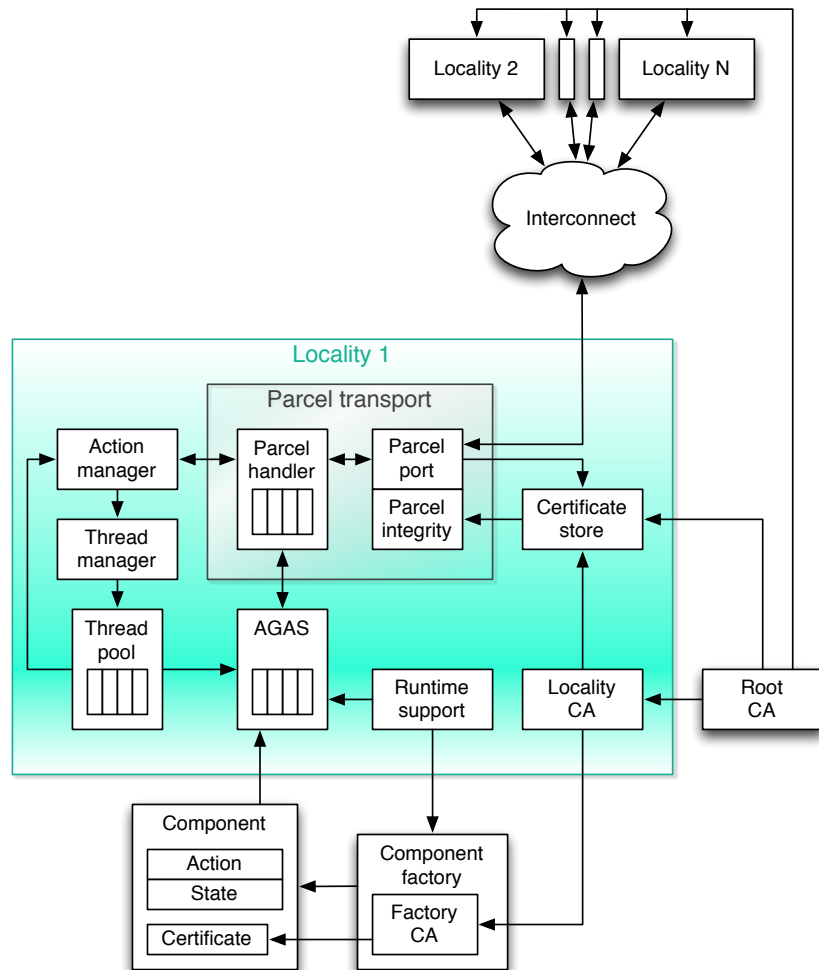 Locality 2
Locality N
Interconnect
Locality 1
Parcel transport
Action
manager
Parcel
handler
Parcel
port
Parcel
integrity
Certificate
store
Thread
manager
Thread
pool
AGAS
Runtime
support
Locality
CA
Root
CA
Component
Action
State
Certificate
Component
factory
Factory
CA